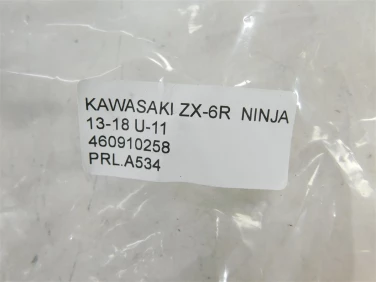 KAWASAKI ZX-6R NINJA
13-18 U-11
460910258
PRL.A534